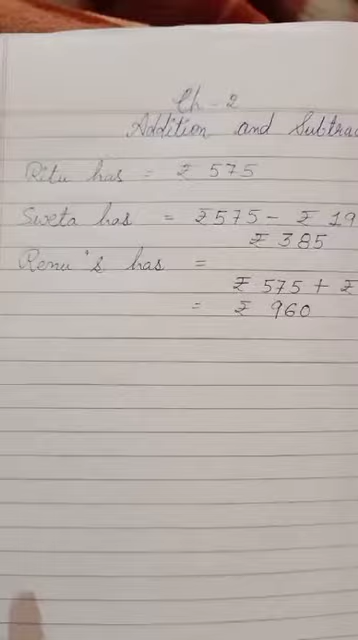 Ch - 2
Addition and Subtrac
Ritu has = ₹ 575
Sweta has = ₹575 - ₹ 19
₹ 385
Renu's has =
₹ 575 + ₹
= ₹ 960